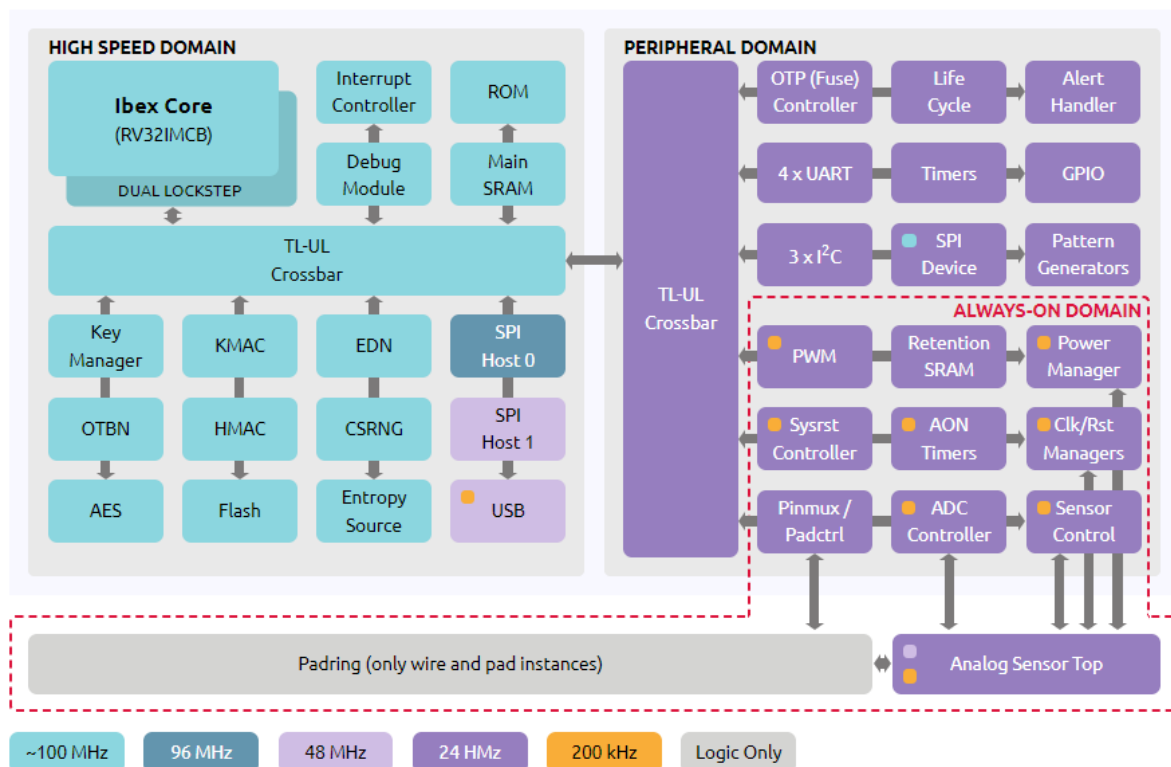 HIGH SPEED DOMAIN
Ibex Core
(RV32IMCB)
DUAL LOCKSTEP
Interrupt
Controller
ROM
Debug
Module
Main
SRAM
TL-UL
Crossbar
Key
Manager
KMAC
EDN
SPI
Host 0
OTBN
HMAC
CSRNG
SPI
Host 1
AES
Flash
Entropy
Source
USB
PERIPHERAL DOMAIN
TL-UL
Crossbar
OTP (Fuse)
Controller
Life
Cycle
Alert
Handler
4 x UART
Timers
GPIO
3 x I²C
SPI
Device
Pattern
Generators
ALWAYS-ON DOMAIN
PWM
Retention
SRAM
Power
Manager
Sysrst
Controller
AON
Timers
Clk/Rst
Managers
Pinmux /
Padctrl
ADC
Controller
Sensor
Control
Padring (only wire and pad instances)
Analog Sensor Top
~100 MHz
96 MHz
48 MHz
24 HMz
200 kHz
Logic Only